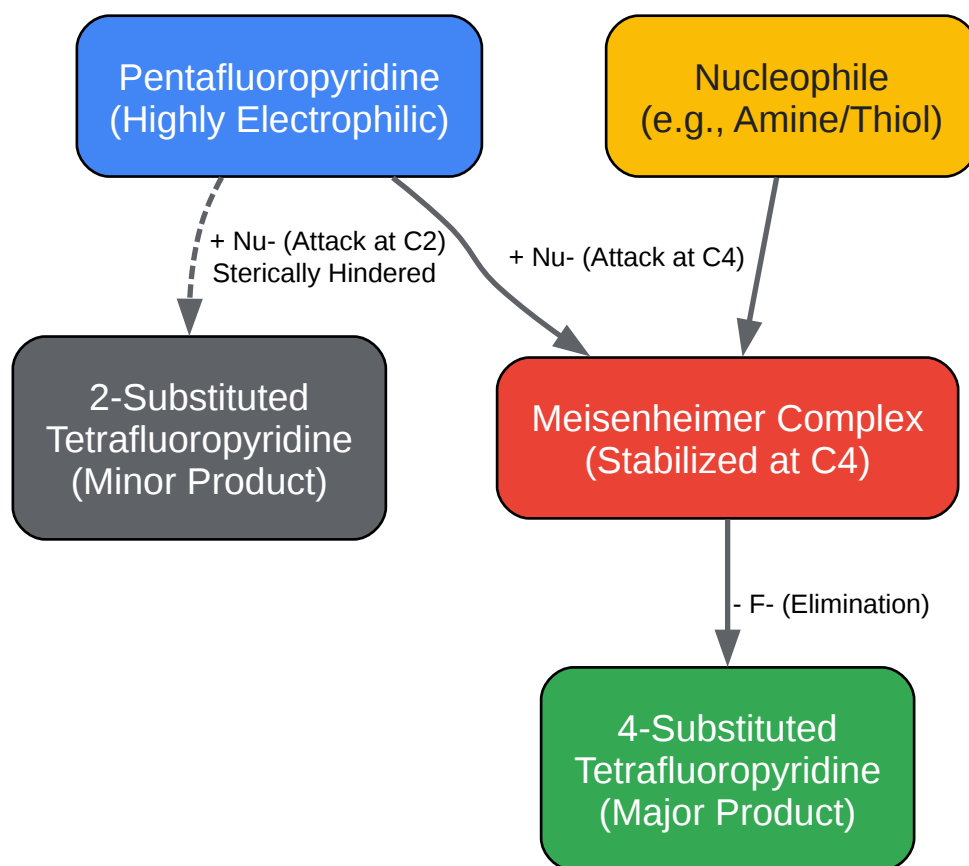 Pentafluoropyridine
(Highly Electrophilic)
Nucleophile
(e.g., Amine/Thiol)
+ Nu- (Attack at C2)
Sterically Hindered
+ Nu- (Attack at C4)
2-Substituted
Tetrafluoropyridine
(Minor Product)
Meisenheimer Complex
(Stabilized at C4)
- F- (Elimination)
4-Substituted
Tetrafluoropyridine
(Major Product)